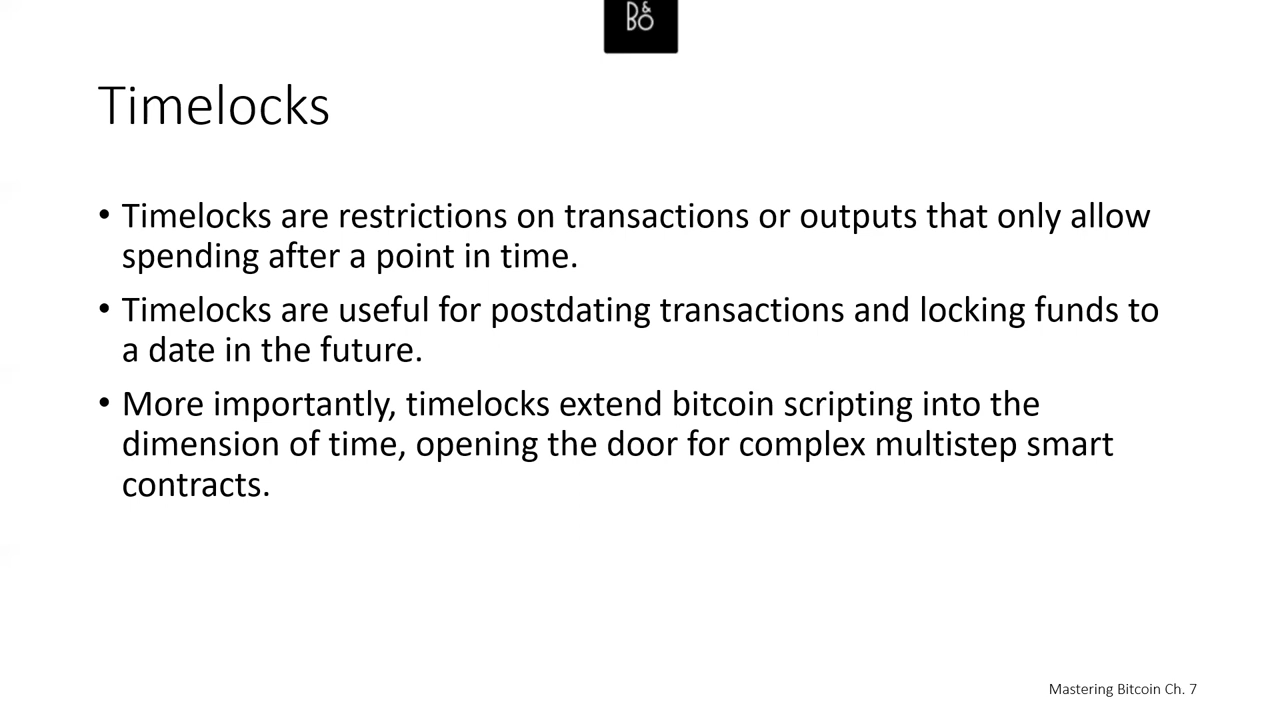 B&O
Timelocks
• Timelocks are restrictions on transactions or outputs that only allow
spending after a point in time.
• Timelocks are useful for postdating transactions and locking funds to
a date in the future.
• More importantly, timelocks extend bitcoin scripting into the
dimension of time, opening the door for complex multistep smart
contracts.
Mastering Bitcoin Ch. 7